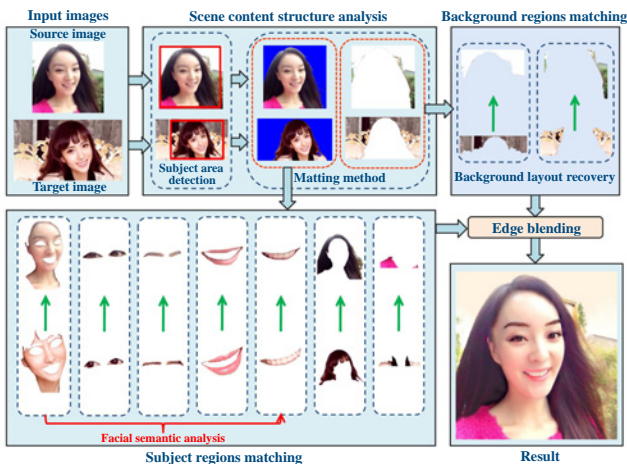 Input images
Scene content structure analysis
Background regions matching
Source image
Target image
Subject area
detection
Matting method
Background layout recovery
Edge blending
Facial semantic analysis
Subject regions matching
Result